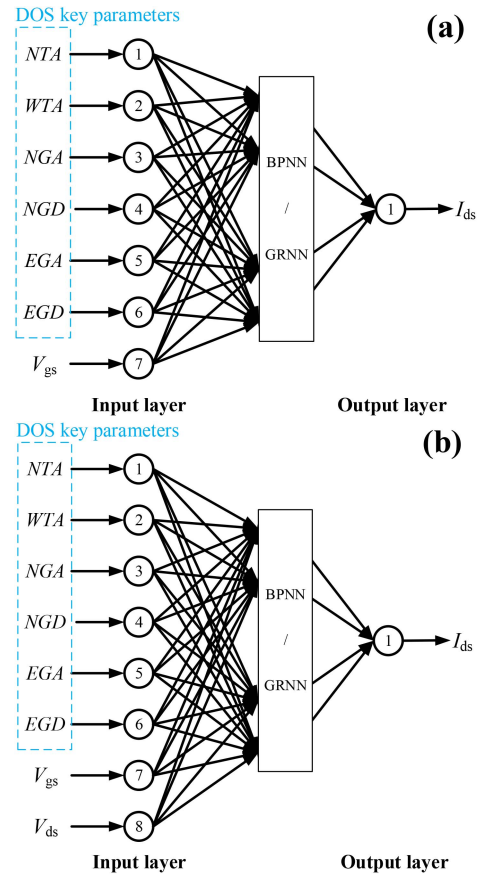 DOS key parameters
(a)
NTA 1
WTA 2
NGA 3
NGD 4
EGA 5
EGD 6
Vgs 7
BPNN
/
GRNN
1 Ids
Input layer Output layer
DOS key parameters
(b)
NTA 1
WTA 2
NGA 3
NGD 4
EGA 5
EGD 6
Vgs 7
Vds 8
BPNN
/
GRNN
1 Ids
Input layer Output layer